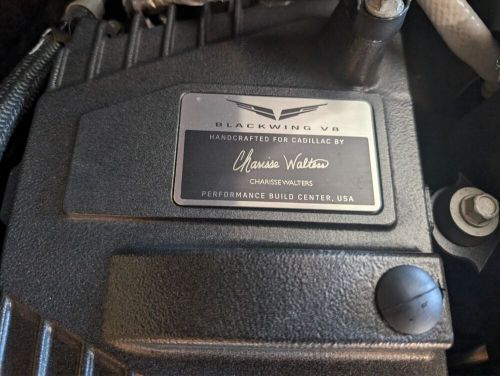 BLACKWING V8
HANDCRAFTED FOR CADILLAC BY
Charisse Walters
CHARISSE WALTERS
PERFORMANCE BUILD CENTER, USA